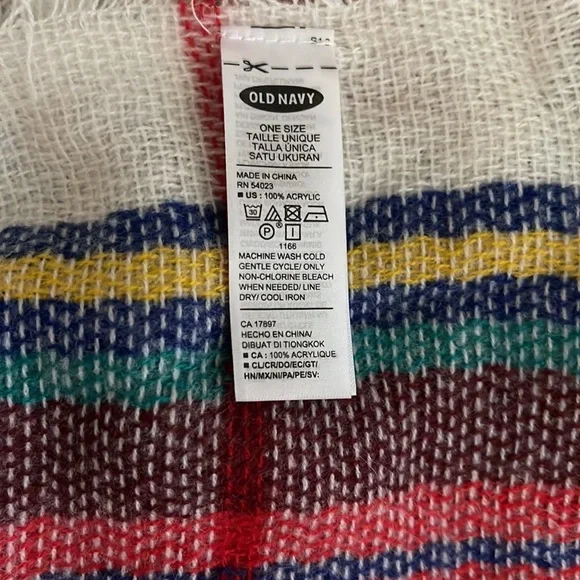 OLD NAVY
ONE SIZE
TAILLE UNIQUE
TALLA ÚNICA
SATU UKURAN
MADE IN CHINA
RN 54023
■ US : 100% ACRYLIC
30 P ®
1166
MACHINE WASH COLD
GENTLE CYCLE/ ONLY
NON-CHLORINE BLEACH
WHEN NEEDED/ LINE
DRY/ COOL IRON
CA 17897
HECHO EN CHINA/
DIBUAT DI TIONGKOK
■ CA : 100% ACRYLIQUE
■ CL/CR/DO/EC/GT/
HN/MX/NI/PA/PE/SV: